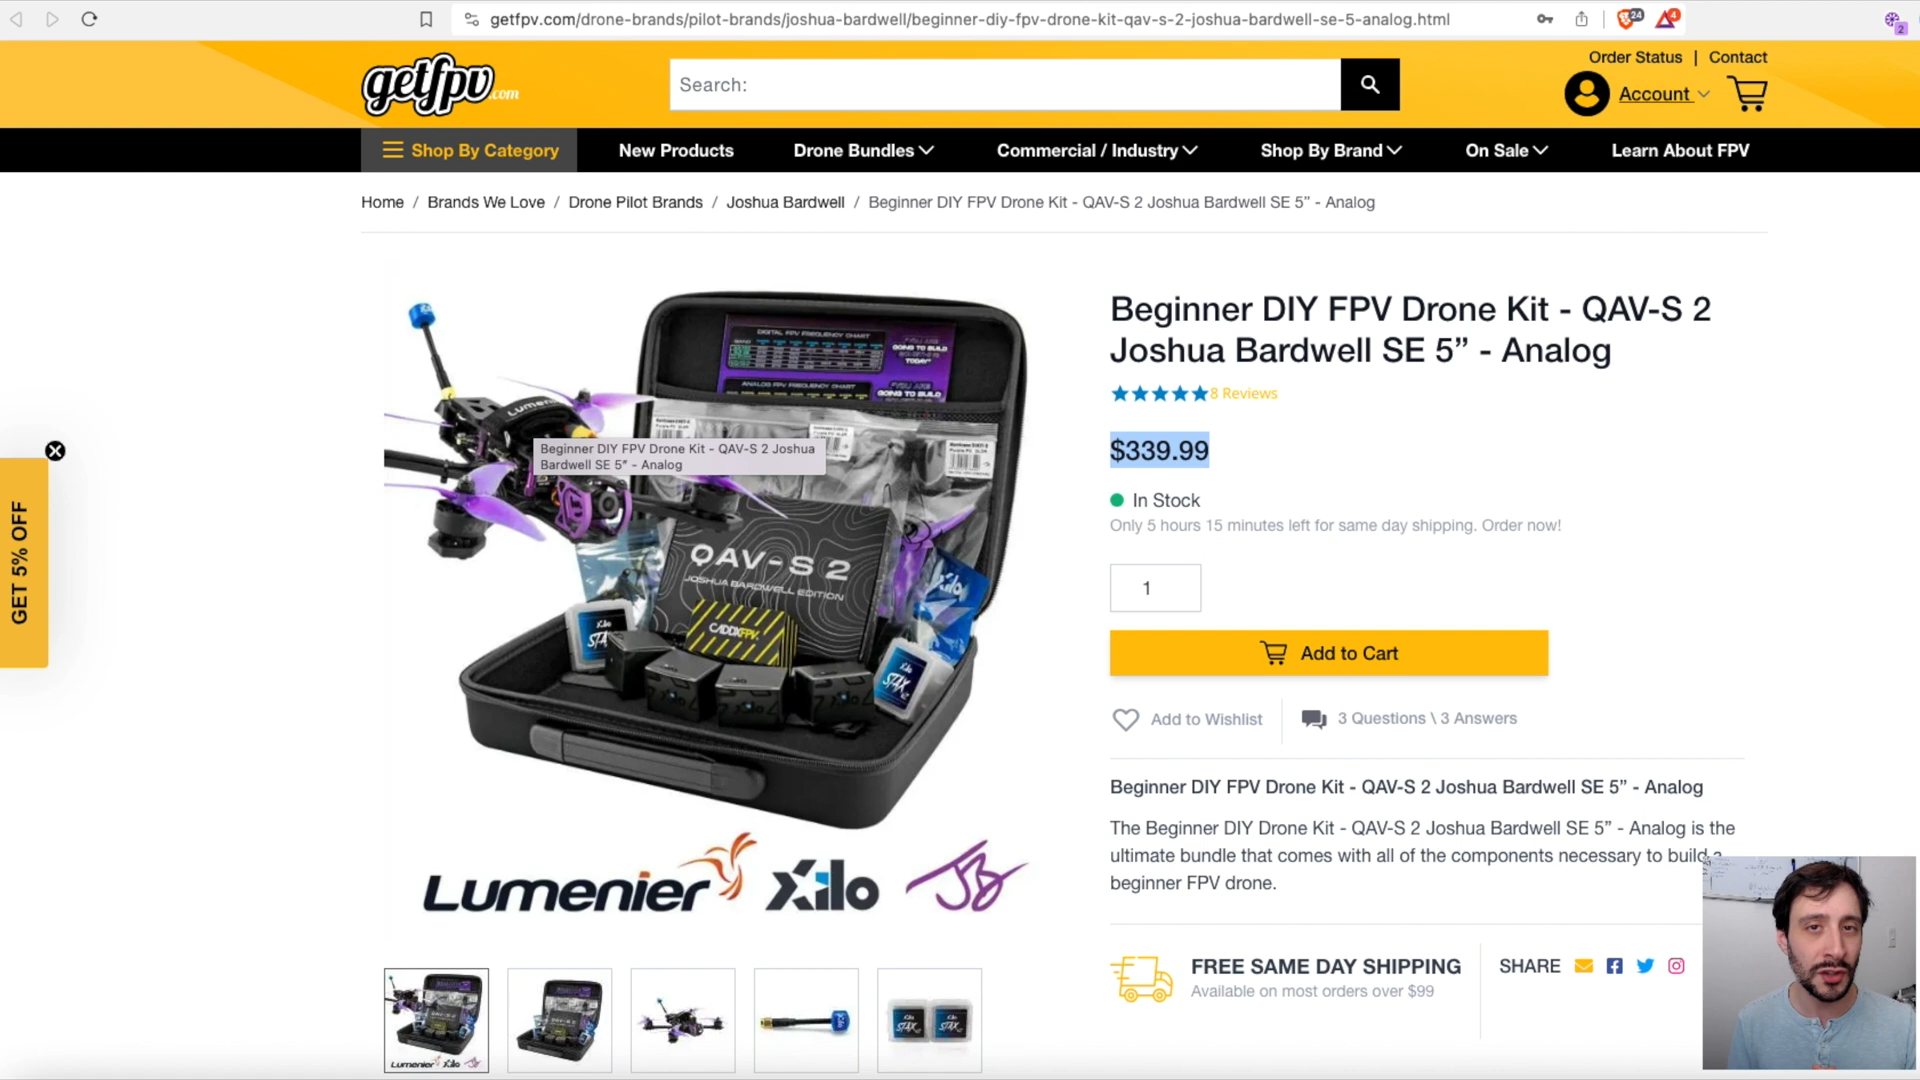 getfpv.com/drone-brands/pilot-brands/joshua-bardwell/beginner-diy-fpv-drone-kit-qav-s-2-joshua-bardwell-se-5-analog.html
24
4
2
Order Status | Contact
getfpv.com
Search:
Account
Shop By Category
New Products
Drone Bundles
Commercial / Industry
Shop By Brand
On Sale
Learn About FPV
Home / Brands We Love / Drone Pilot Brands / Joshua Bardwell / Beginner DIY FPV Drone Kit - QAV-S 2 Joshua Bardwell SE 5” - Analog
DIGITAL FPV FREQUENCY CHART
ANALOG FPV FREQUENCY CHART
Beginner DIY FPV Drone Kit - QAV-S 2 Joshua
Bardwell SE 5" - Analog
QAV-S 2
JOSHUA BARDWELL EDITION
CADDXFPV
Xilo
STAX
Xilo
STAX
Lumenier Xilo JB
GET 5% OFF
Beginner DIY FPV Drone Kit - QAV-S 2
Joshua Bardwell SE 5” - Analog
8 Reviews
$339.99
In Stock
Only 5 hours 15 minutes left for same day shipping. Order now!
1
Add to Cart
Add to Wishlist
3 Questions \ 3 Answers
Beginner DIY FPV Drone Kit - QAV-S 2 Joshua Bardwell SE 5” - Analog
The Beginner DIY Drone Kit - QAV-S 2 Joshua Bardwell SE 5” - Analog is the
ultimate bundle that comes with all of the components necessary to build a
beginner FPV drone.
FREE SAME DAY SHIPPING
Available on most orders over $99
SHARE